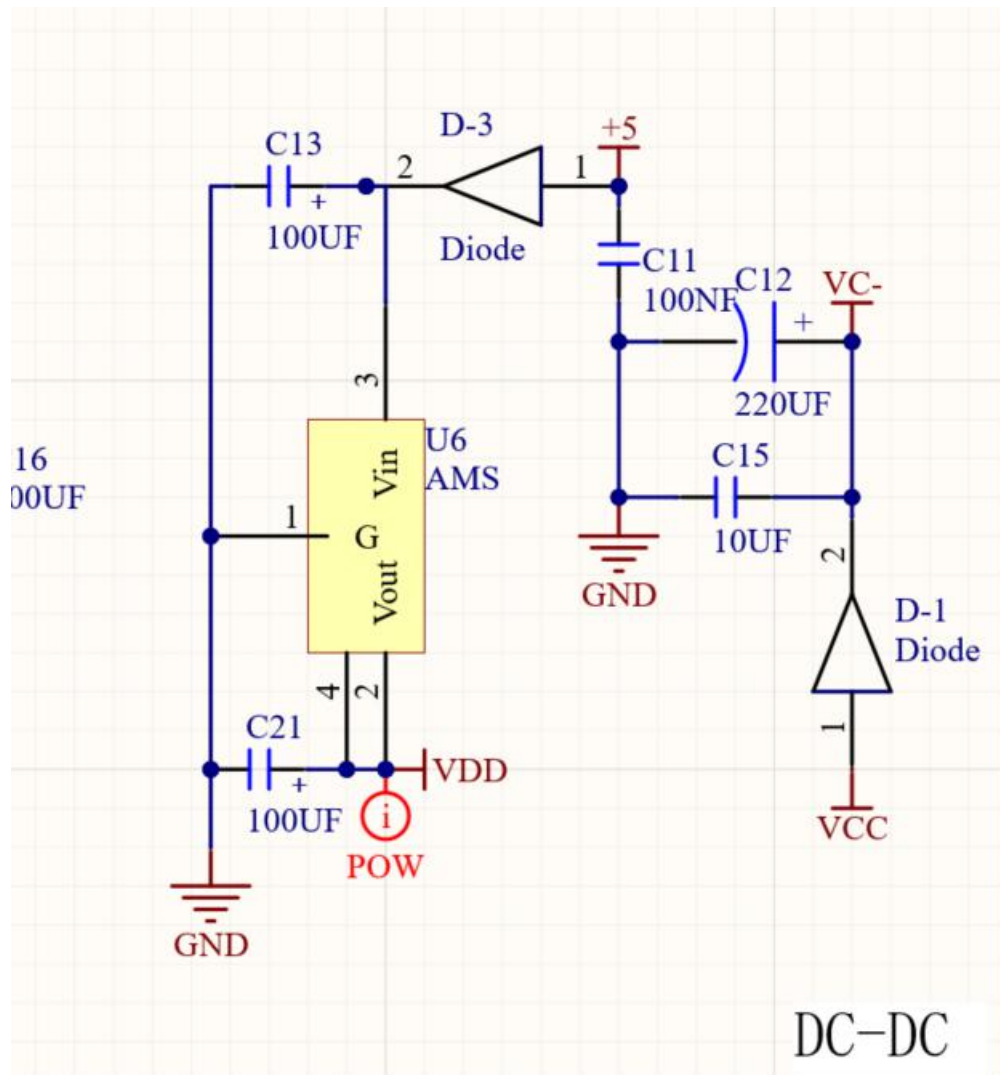 D-3
+5
C13
2
1
+
100UF
Diode
C11
100NF
C12
VC-
+
220UF
3
U6
AMS
Vin
16
00UF
C15
1
G
10UF
Vout
GND
2
D-1
Diode
4
2
C21
1
VDD
+
100UF
i
VCC
POW
GND
DC-DC